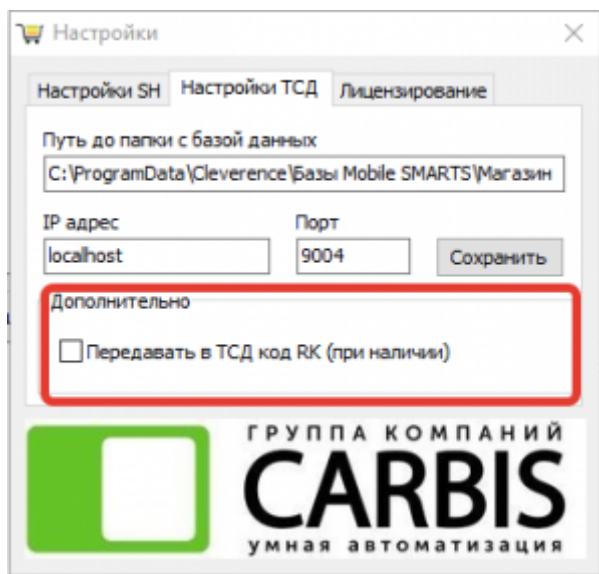 Настройки
Настройки SH Настройки ТСД Лицензирование
Путь до папки с базой данных
C:\ProgramData\Cleverence\Базы Mobile SMARTS\Магазин
IP адрес Порт
localhost 9004 Сохранить
Дополнительно
Передавать в ТСД код RK (при наличии)
ГРУППА КОМПАНИЙ
CARBIS
умная автоматизация